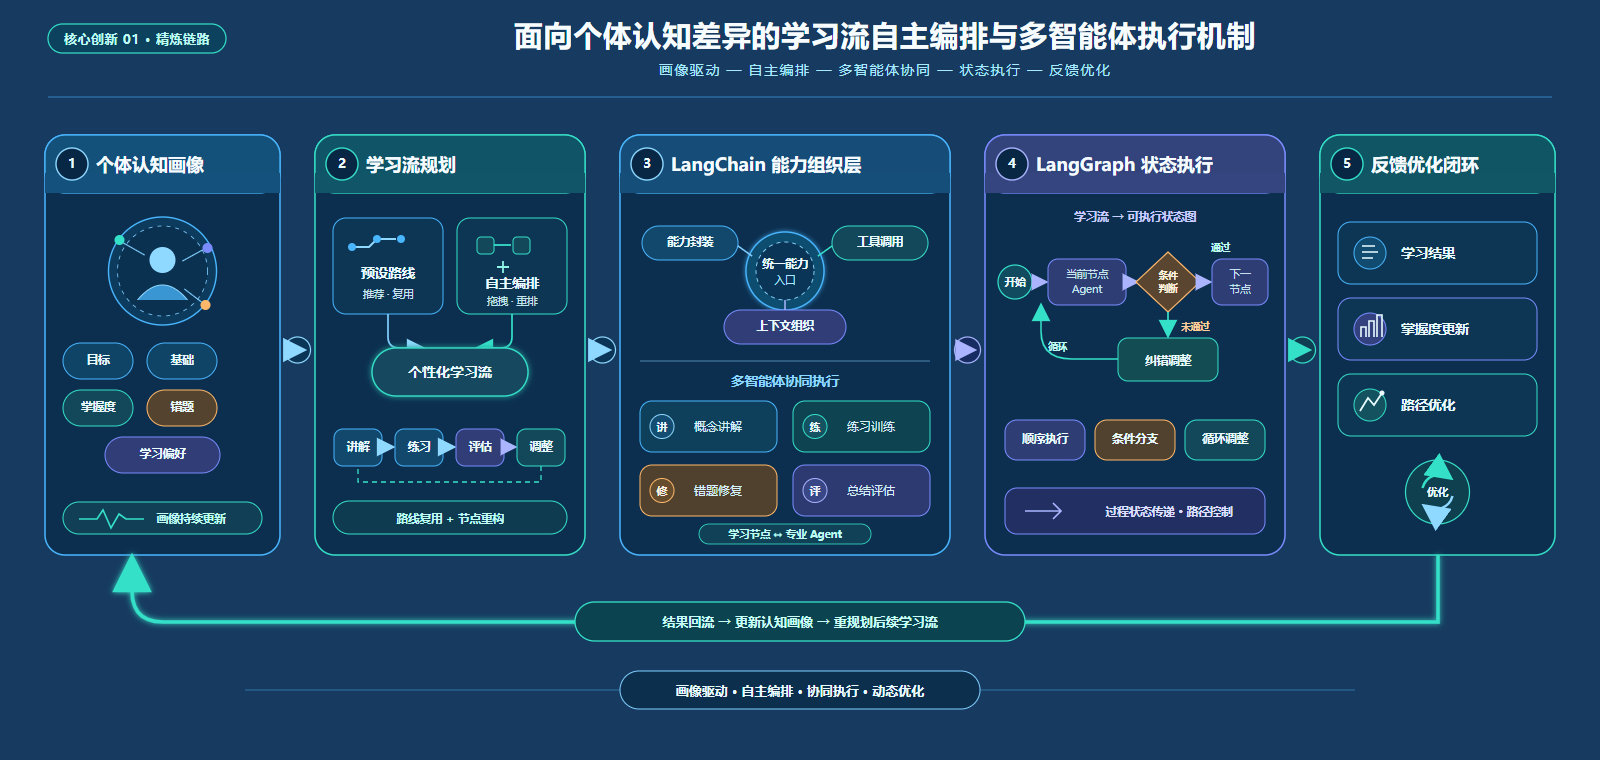 核心创新 01 • 精炼链路
面向个体认知差异的学习流自主编排与多智能体执行机制
画像驱动 — 自主编排 — 多智能体协同 — 状态执行 — 反馈优化
1 个体认知画像
目标
基础
掌握度
错题
学习偏好
画像持续更新
2 学习流规划
预设路线
推荐 · 复用
自主编排
拖拽 · 重排
个性化学习流
讲解
练习
评估
调整
路线复用 + 节点重构
3 LangChain 能力组织层
能力封装
工具调用
统一能力
入口
上下文组织
多智能体协同执行
讲 概念讲解
练 练习训练
修 错题修复
评 总结评估
学习节点 ↔ 专业 Agent
4 LangGraph 状态执行
学习流 → 可执行状态图
开始
当前节点
Agent
条件
判断
通过
下一
节点
未通过
循环
纠错调整
顺序执行
条件分支
循环调整
过程状态传递 • 路径控制
5 反馈优化闭环
学习结果
掌握度更新
路径优化
优化
结果回流 → 更新认知画像 → 重规划后续学习流
画像驱动 • 自主编排 • 协同执行 • 动态优化